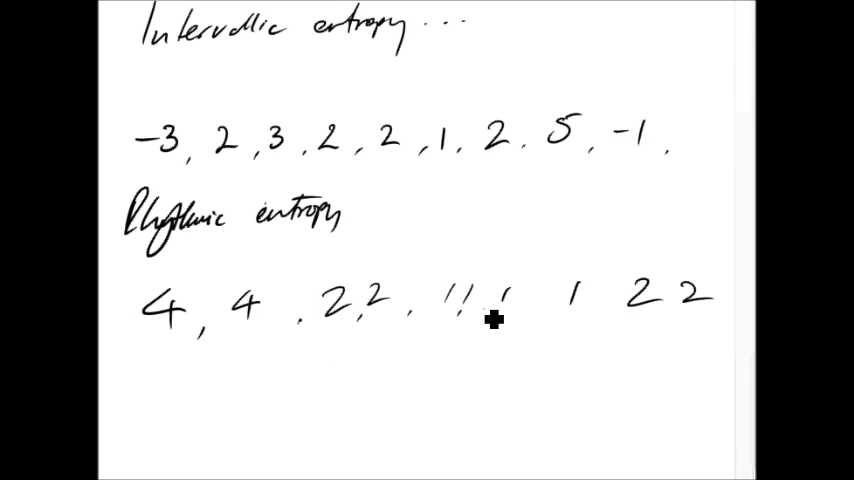 Intervallic entropy...
-3, 2, 3, 2, 2, 1, 2, 5, -1,
Rhythmic entropy
4, 4, 2, 2, 1, 1, 1 1 2 2